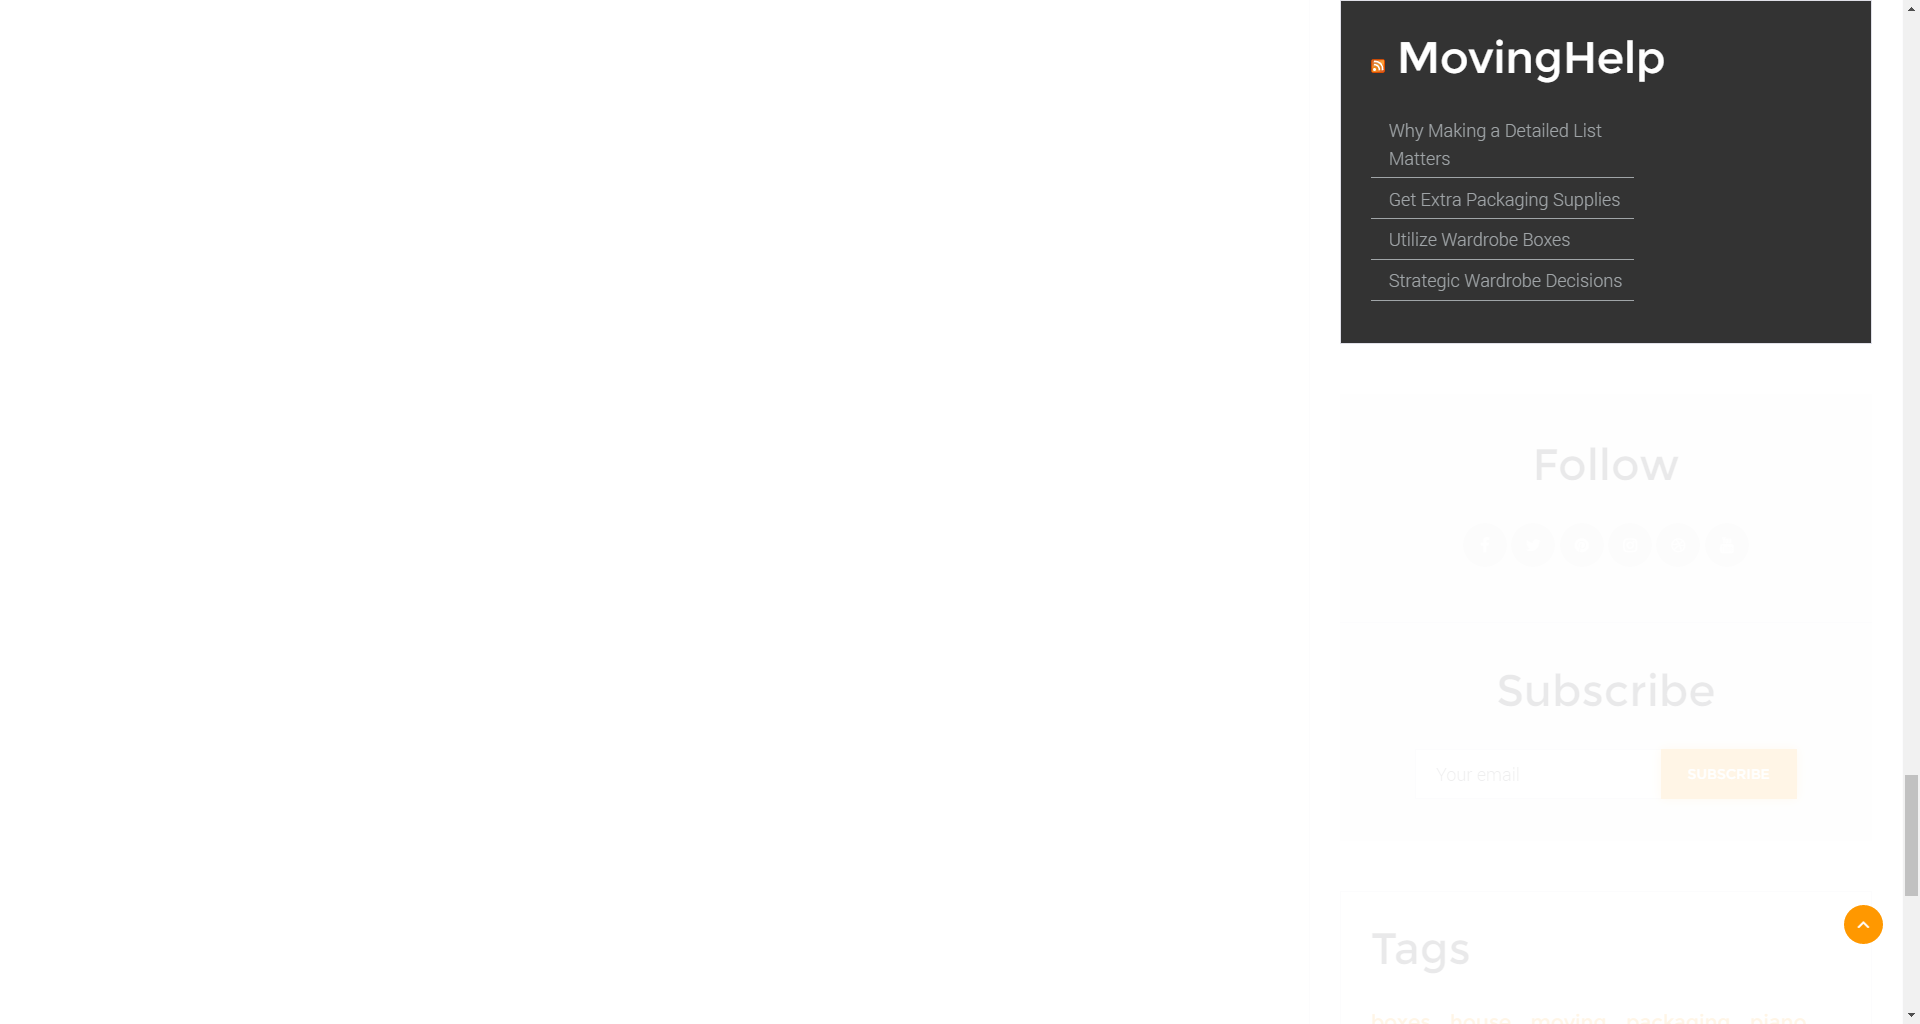 MovingHelp
Why Making a Detailed List
Matters
Get Extra Packaging Supplies
Utilize Wardrobe Boxes
Strategic Wardrobe Decisions
Follow
Subscribe
Your email
SUBSCRIBE
Tags
boxes house moving packaging piano